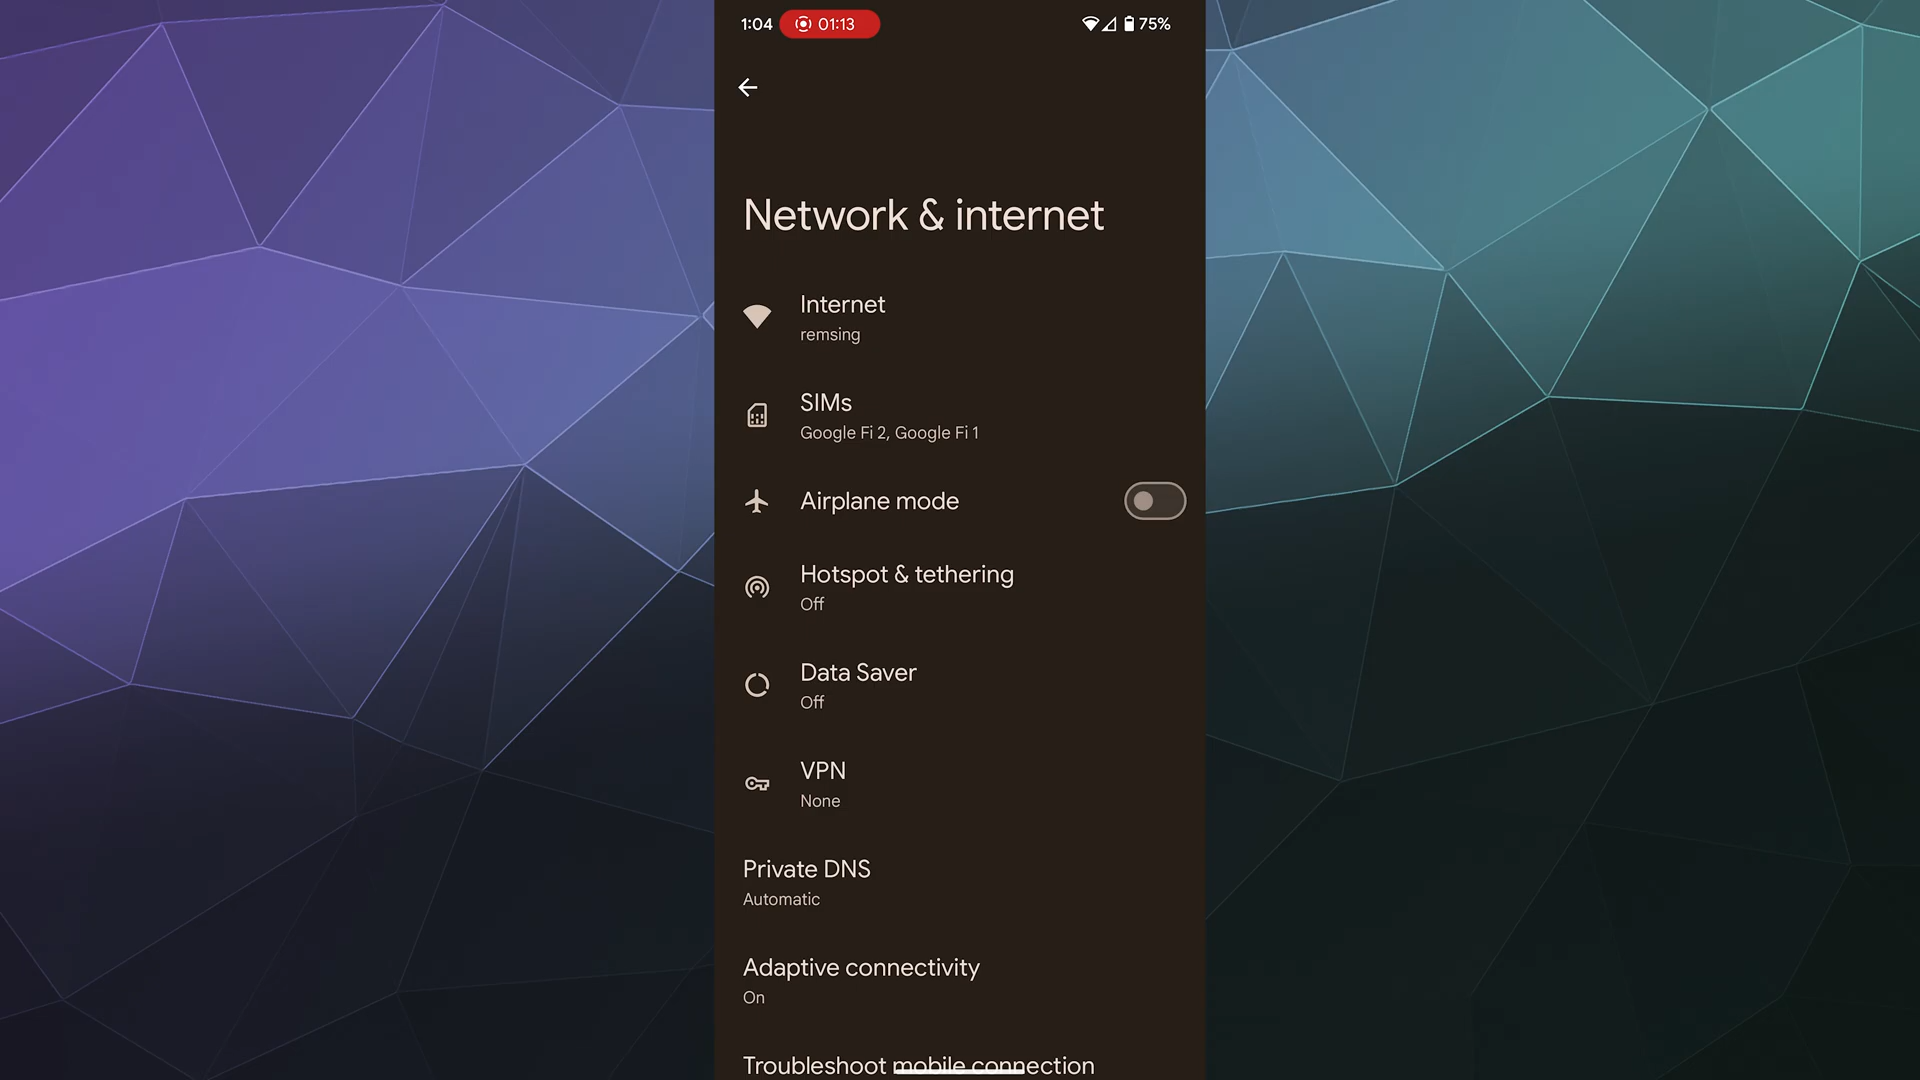 1:04 01:13 75%
Network & internet
Internet
remsing
SIMs
Google Fi 2, Google Fi 1
Airplane mode
Hotspot & tethering
Off
Data Saver
Off
VPN
None
Private DNS
Automatic
Adaptive connectivity
On
Troubleshoot mobile connection